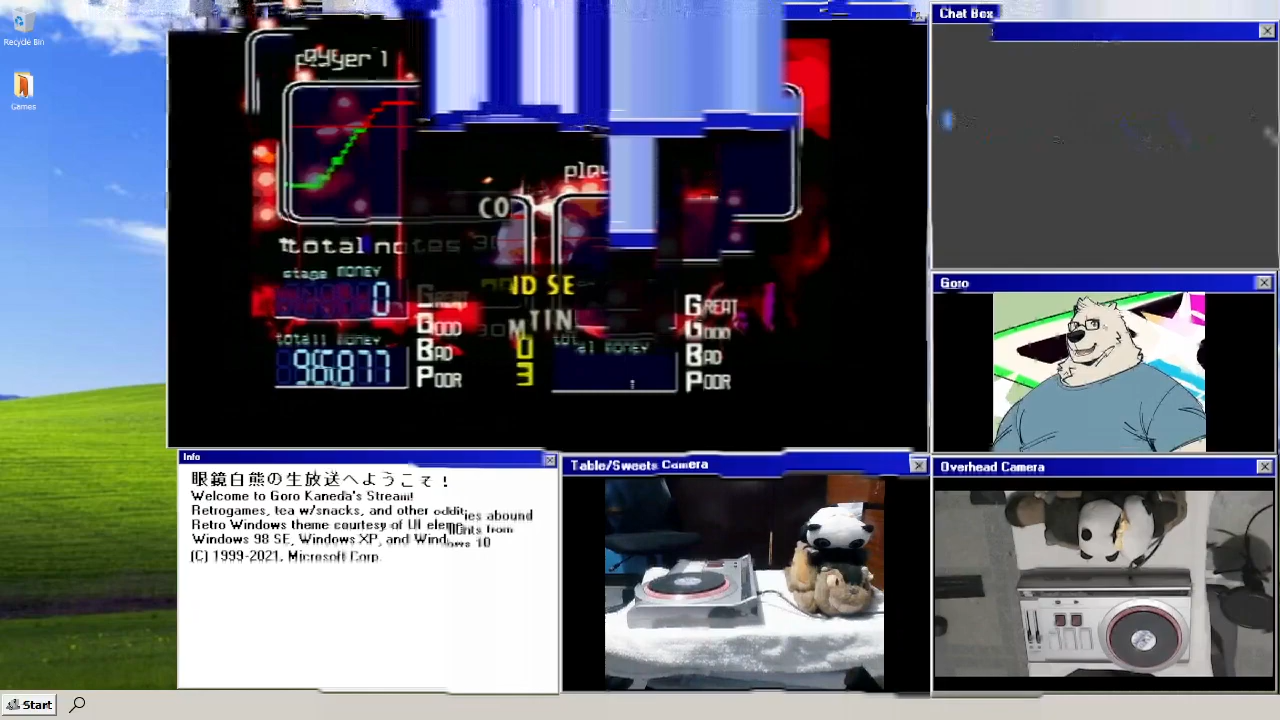 Recycle Bin
Games
player 1
total notes
stage money
0
total money
96877
GREAT
GOOD
BAD
POOR
0
3
GREAT
GOOD
BAD
POOR
Chat Box
Goro
Info
眼鏡白熊の生放送へようこそ!
Welcome to Goro Kaneda's Stream!
Retrogames, tea w/snacks, and other oddities abound
Retro Windows theme courtesy of UI elements from
Windows 98 SE, Windows XP, and Windows 10
(C) 1999-2021, Microsoft Corp.
Table/Sweets Camera
Overhead Camera
Start